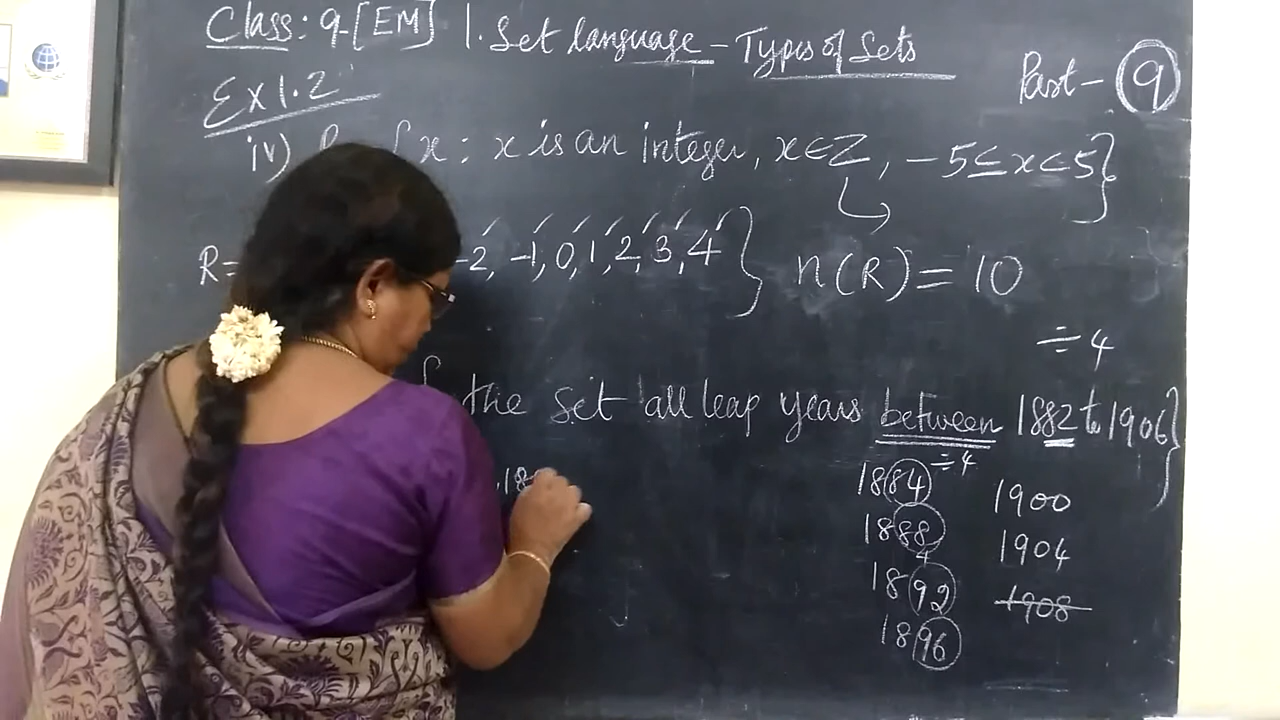 Class: 9-[EM] 1. Set language - Types of Sets
Part - 9
Ex 1.2
iv) {x : x is an integer, x∈Z, -5≤x<5}
R= -2, -1, 0, 1, 2, 3, 4} n(R) = 10
÷4
the set all leap years between 1882 to 1906}
1884 ÷4 1900
1888 1904
4
1892 1908
1896